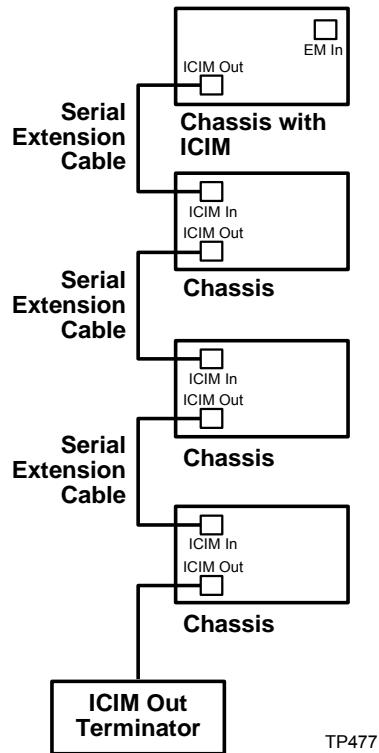 EM In
ICIM Out
Chassis with
ICIM
Serial
Extension
Cable
ICIM In
ICIM Out
Chassis
Serial
Extension
Cable
ICIM In
ICIM Out
Chassis
Serial
Extension
Cable
ICIM In
ICIM Out
Chassis
ICIM Out
Terminator
TP477